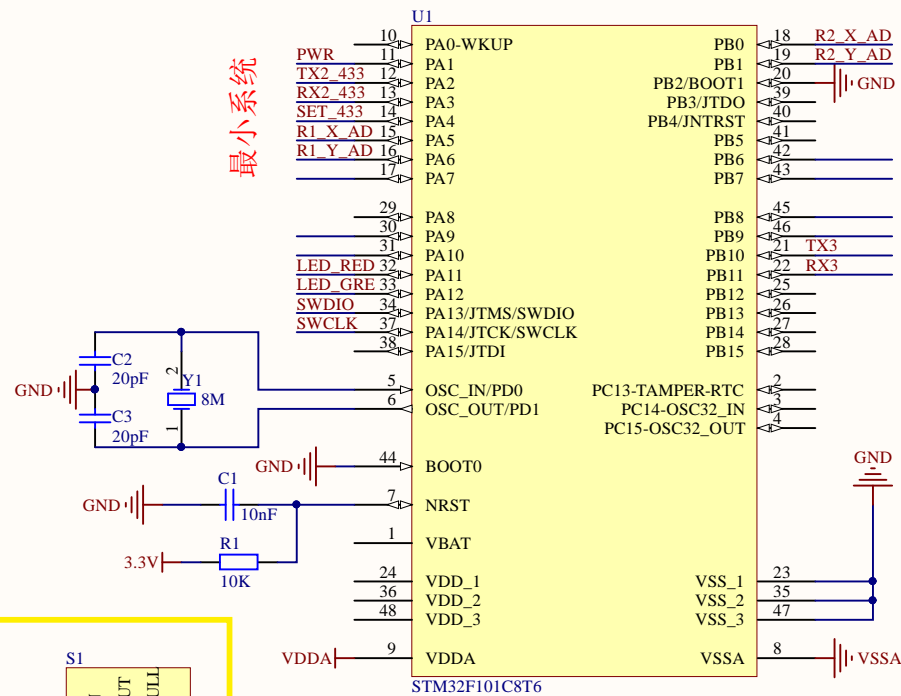 U1
最小系统
10 PA0-WKUP PB0 18 R2_X_AD
PWR 11 PA1 PB1 19 R2_Y_AD
TX2_433 12 PA2 PB2/BOOT1 20 GND
RX2_433 13 PA3 PB3/JTDO 39
SET_433 14 PA4 PB4/JNTRST 40
R1_X_AD 15 PA5 PB5 41
R1_Y_AD 16 PA6 PB6 42
17 PA7 PB7 43
29 PA8 PB8 45
30 PA9 PB9 46
31 PA10 PB10 21 TX3
LED_RED 32 PA11 PB11 22 RX3
LED_GRE 33 PA12 PB12 25
SWDIO 34 PA13/JTMS/SWDIO PB13 26
SWCLK 37 PA14/JTCK/SWCLK PB14 27
38 PA15/JTDI PB15 28
C2
20pF
GND
C3
20pF
2
Y1
8M
1
5 OSC_IN/PD0 PC13-TAMPER-RTC 2
6 OSC_OUT/PD1 PC14-OSC32_IN 3
PC15-OSC32_OUT 4
GND 44 BOOT0
GND
C1
GND 10nF 7 NRST
R1
3.3V
10K
1 VBAT
24 VDD_1 VSS_1 23
36 VDD_2 VSS_2 35
48 VDD_3 VSS_3 47
VDDA 9 VDDA VSSA 8 VSSA
STM32F101C8T6
S1